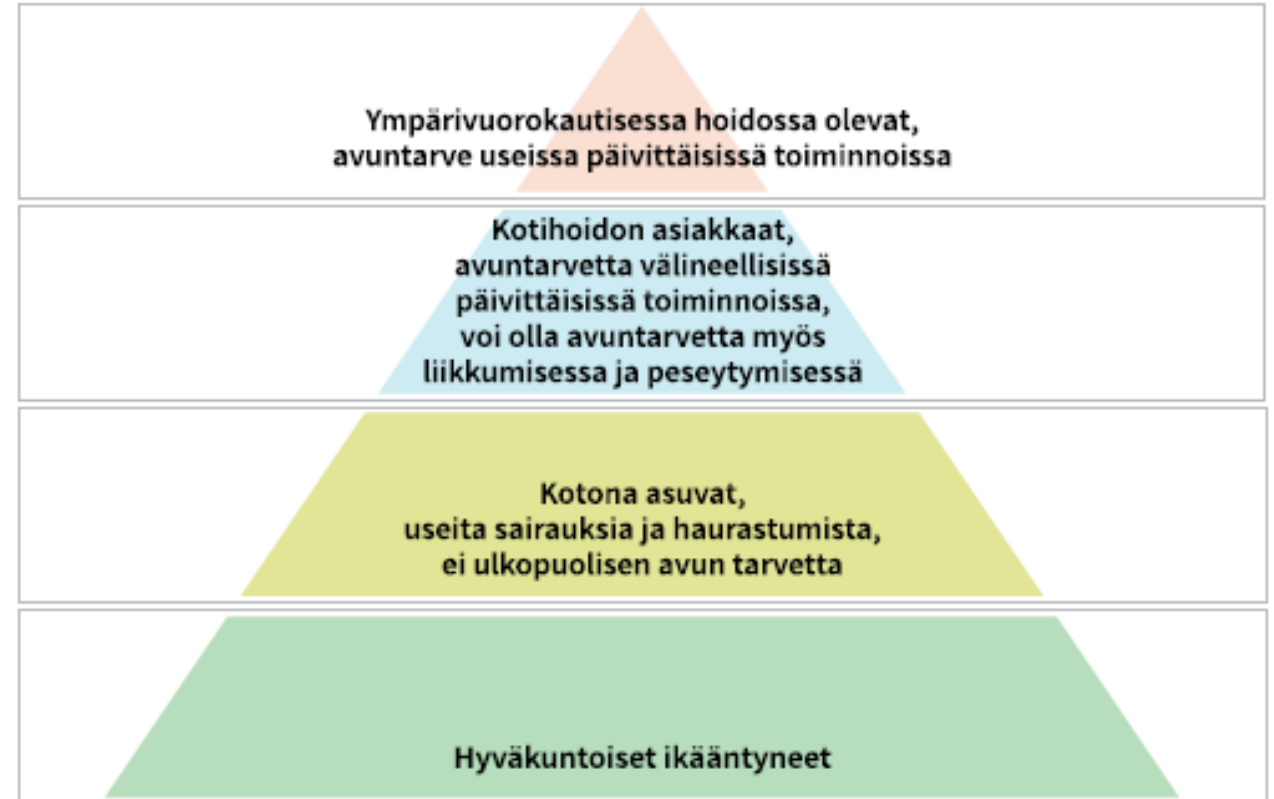 Ympärivuorokautisessa hoidossa olevat,
avuntarve useissa päivittäisissä toiminnoissa
Kotihoidon asiakkaat,
avuntarvetta välineellisissä
päivittäisissä toiminnoissa,
voi olla avuntarvetta myös
liikkumisessa ja peseytymisessä
Kotona asuvat,
useita sairauksia ja haurastumista,
ei ulkopuolisen avun tarvetta
Hyväkuntoiset ikääntyneet